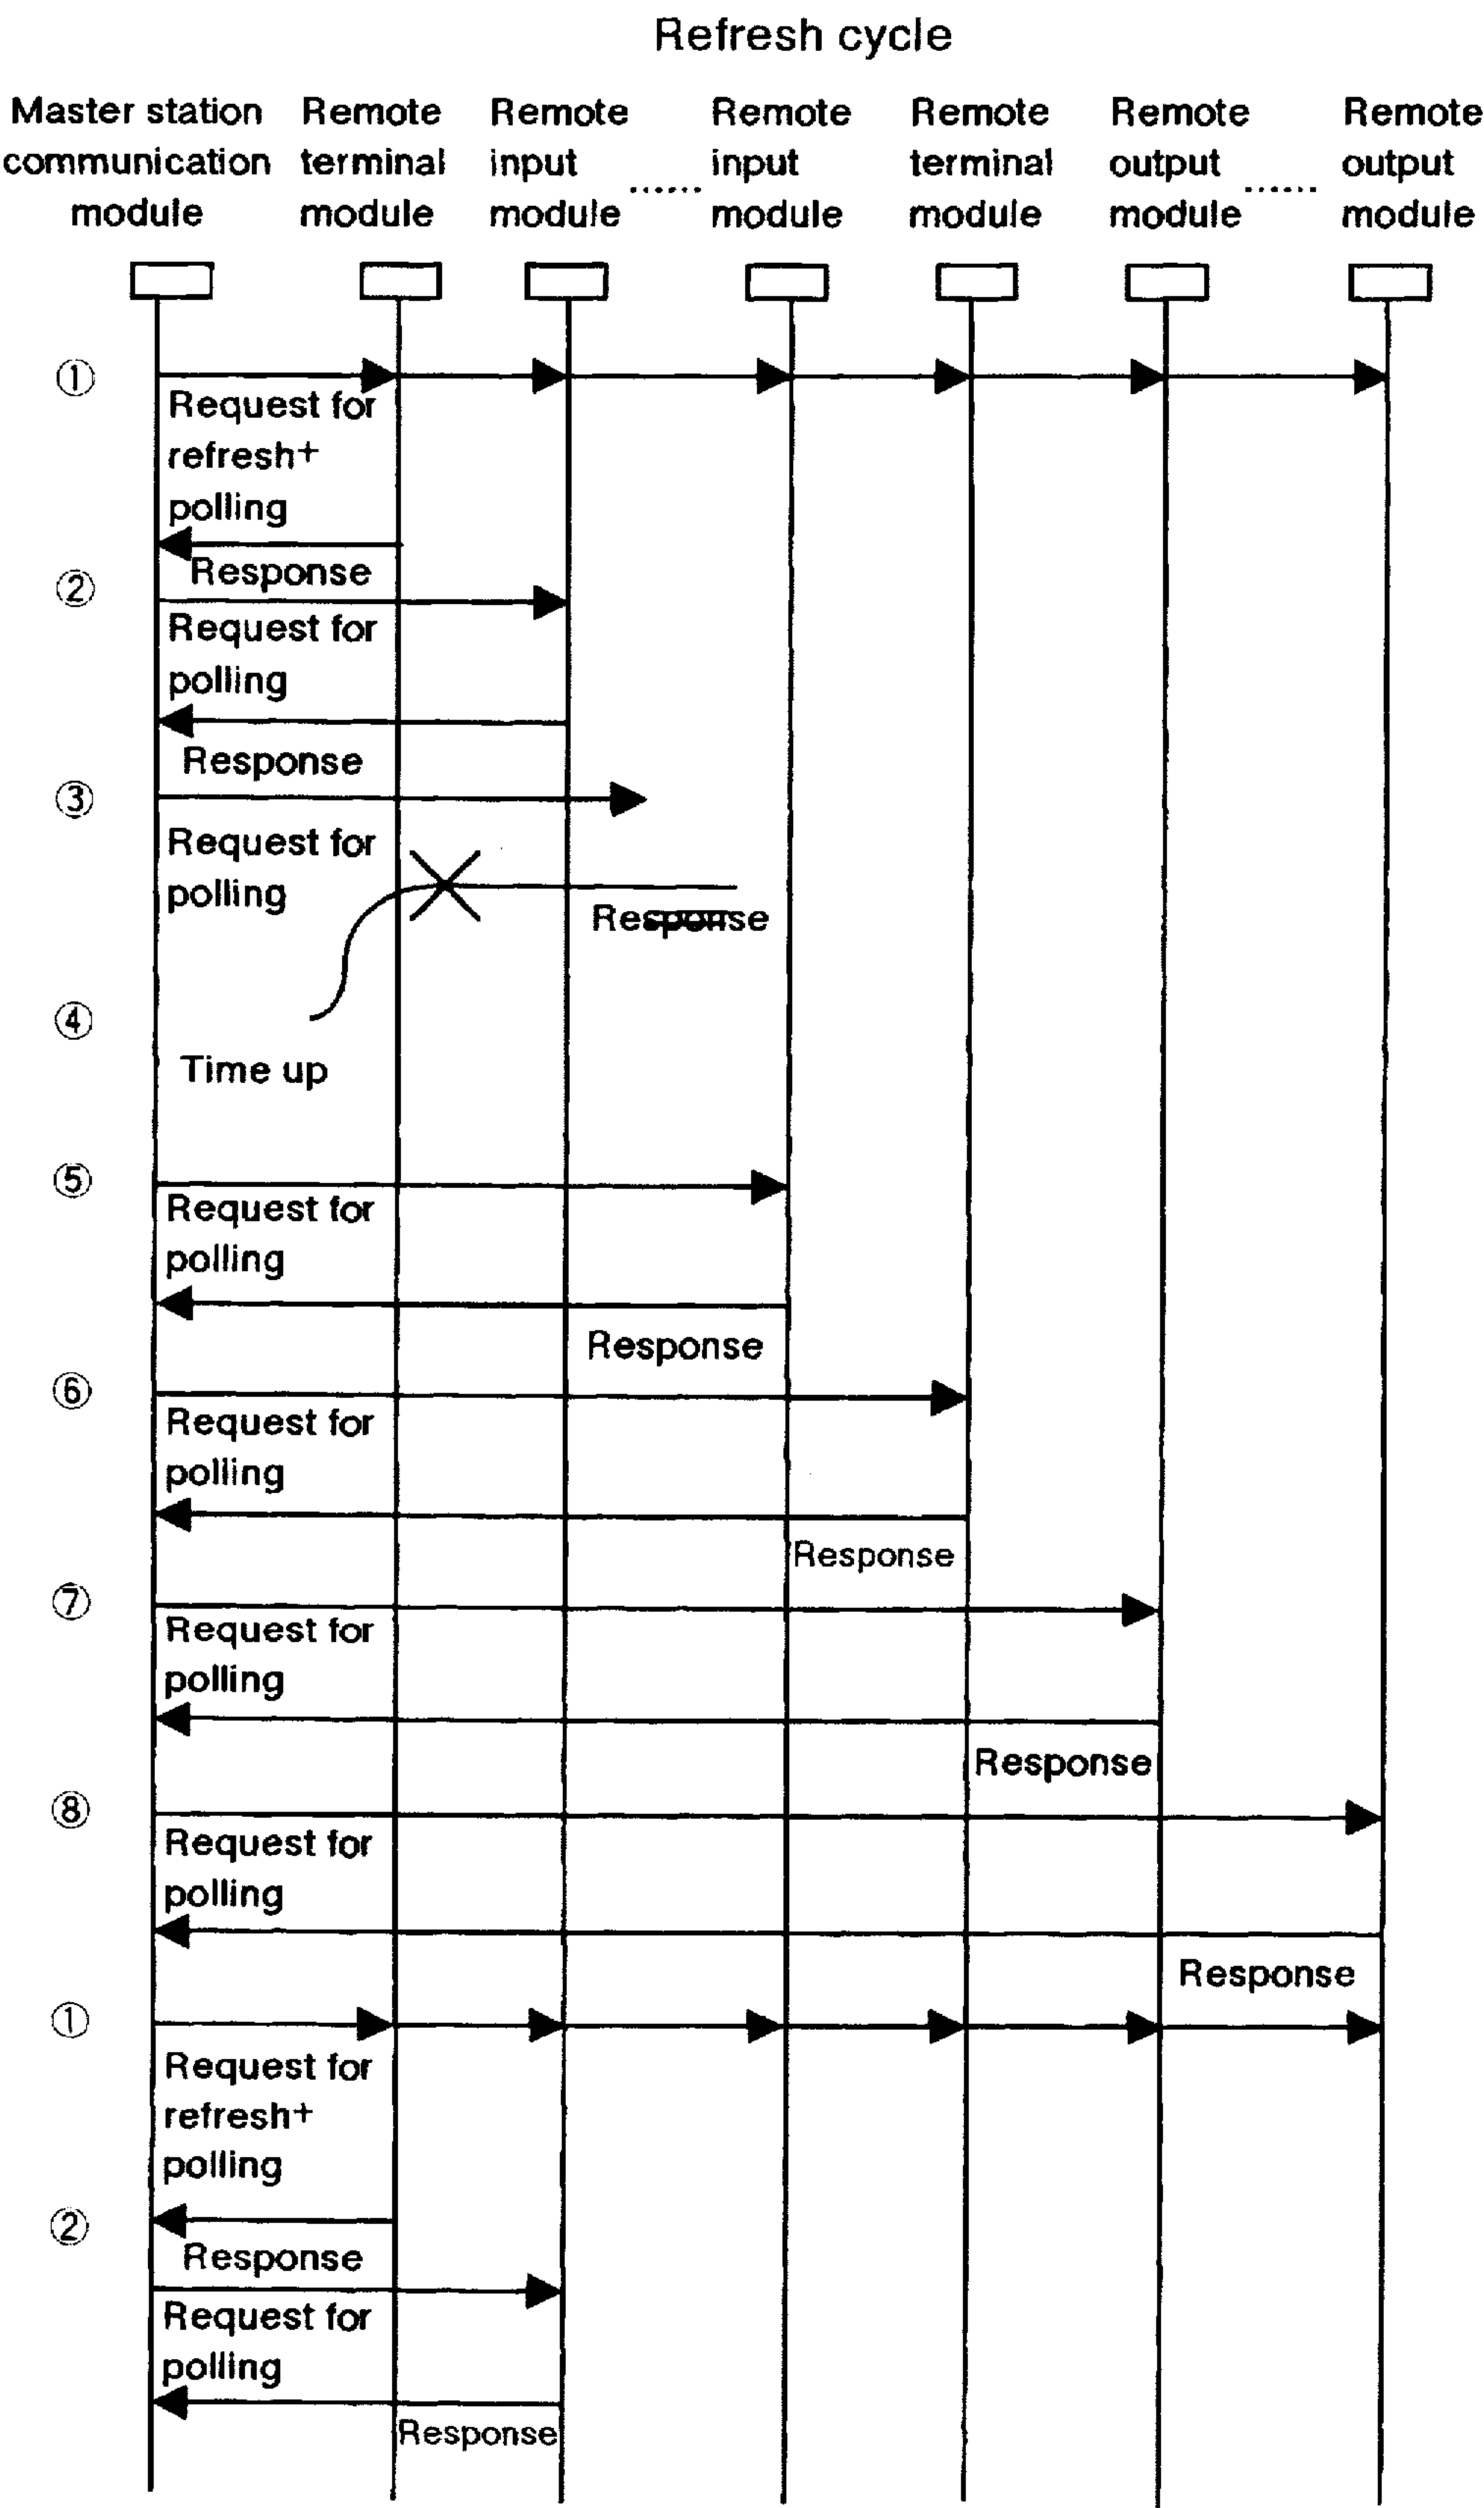 Refresh cycle
Master station
communication
module
Remote
terminal
module
Remote
input
module
......
Remote
input
module
Remote
terminal
module
Remote
output
module
......
Remote
output
module
①
Request for
refresh+
polling
Response
②
Request for
polling
Response
③
Request for
polling
Response
④
Time up
⑤
Request for
polling
Response
⑥
Request for
polling
Response
⑦
Request for
polling
Response
⑧
Request for
polling
Response
①
Request for
refresh+
polling
②
Response
Request for
polling
Response